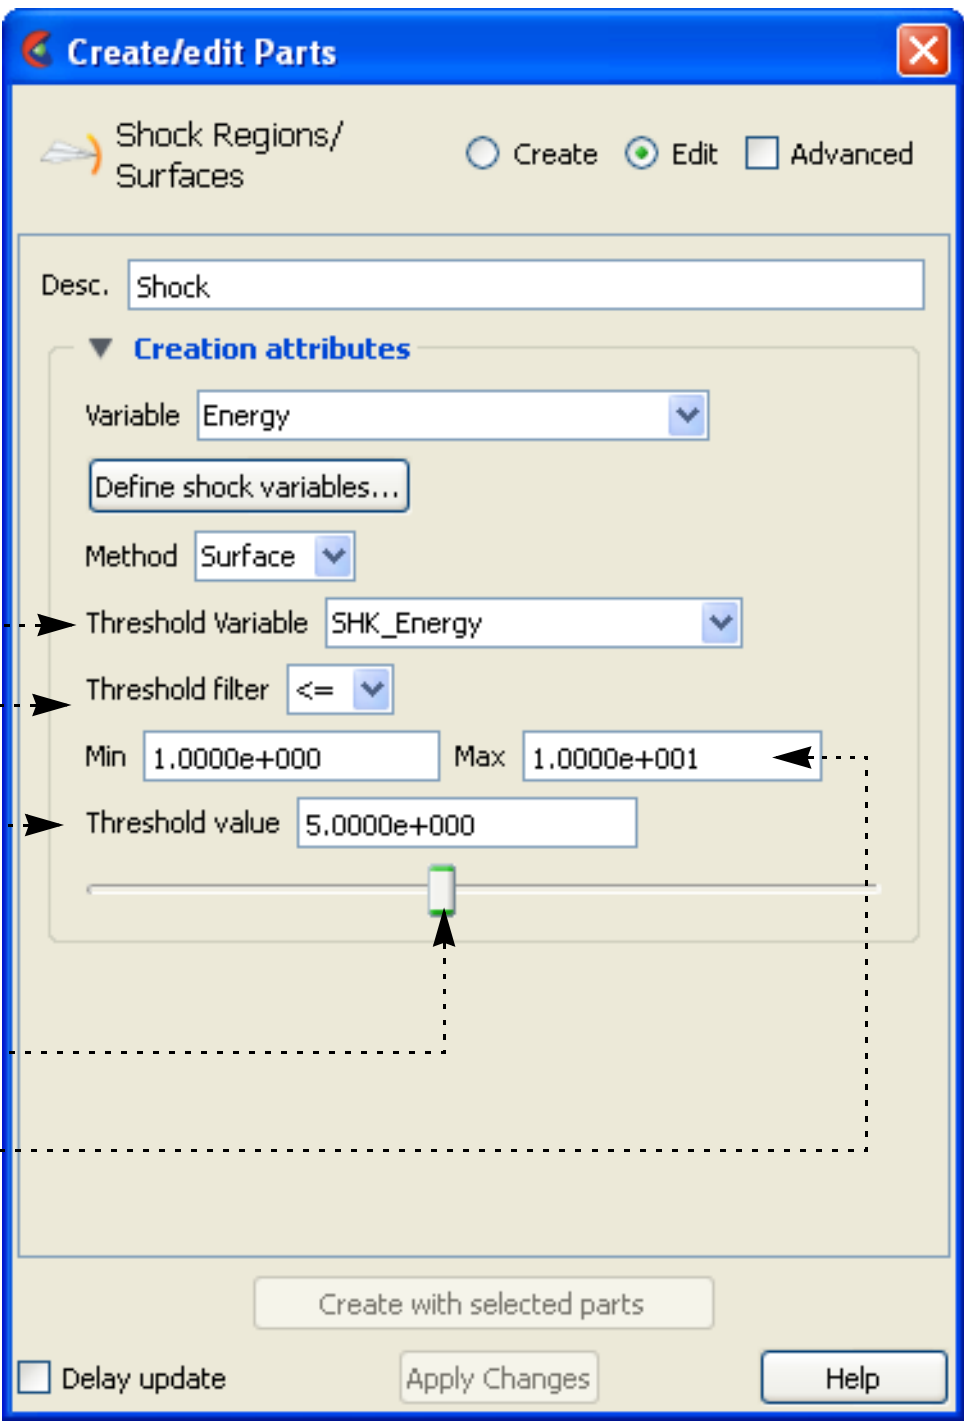 Create/edit Parts
Shock Regions/
Surfaces
Create Edit Advanced
Desc. Shock
Creation attributes
Variable Energy
Define shock variables...
Method Surface
Threshold Variable SHK_Energy
Threshold filter <=
Min 1.0000e+000 Max 1.0000e+001
Threshold value 5.0000e+000
Create with selected parts
Delay update Apply Changes Help